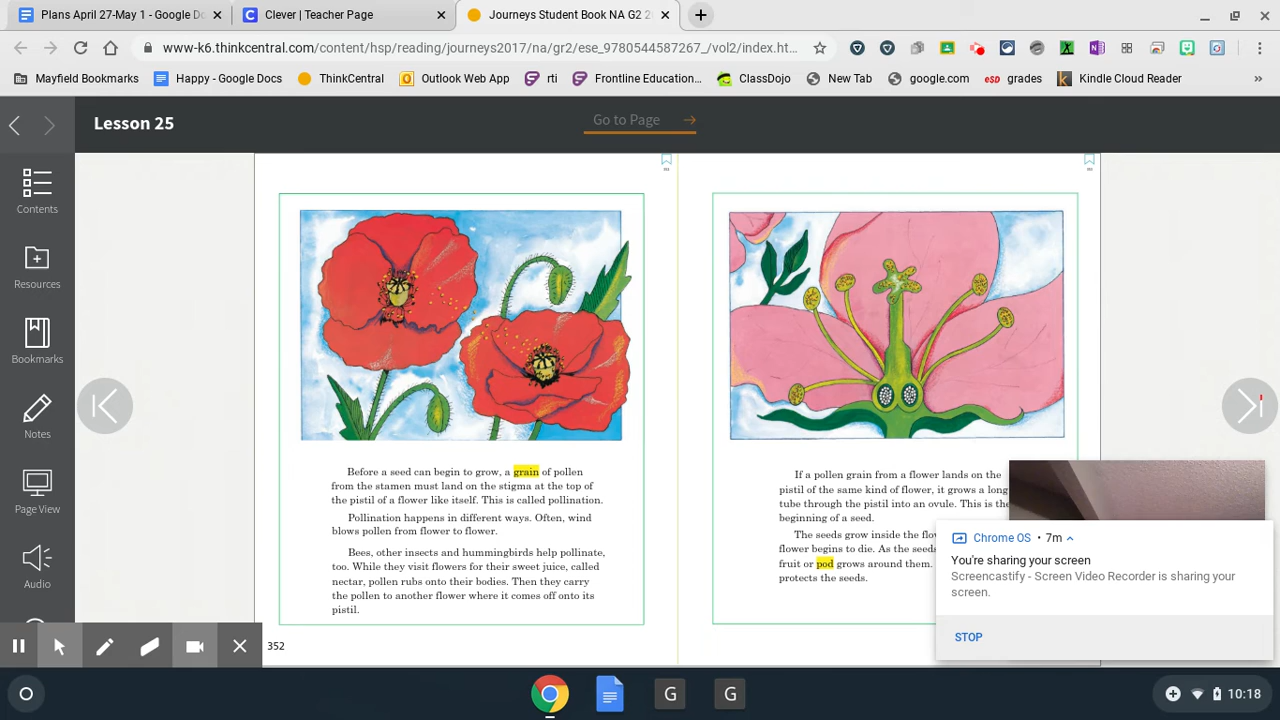 Plans April 27-May 1 - Google Do
Clever | Teacher Page
Journeys Student Book NA G2 2
www-k6.thinkcentral.com/content/hsp/reading/journeys2017/na/gr2/ese_9780544587267_/vol2/index.ht...
Mayfield Bookmarks
Happy - Google Docs
ThinkCentral
Outlook Web App
rti
Frontline Education...
ClassDojo
New Tab
google.com
esd grades
Kindle Cloud Reader
Lesson 25
Go to Page
Contents
Resources
Bookmarks
Notes
Page View
Audio
Before a seed can begin to grow, a grain of pollen
from the stamen must land on the stigma at the top of
the pistil of a flower like itself. This is called pollination.
Pollination happens in different ways. Often, wind
blows pollen from flower to flower.
Bees, other insects and hummingbirds help pollinate,
too. While they visit flowers for their sweet juice, called
nectar, pollen rubs onto their bodies. Then they carry
the pollen to another flower where it comes off onto its
pistil.
352
If a pollen grain from a flower lands on the
pistil of the same kind of flower, it grows a long
tube through the pistil into an ovule. This is the
beginning of a seed.
The seeds grow inside the
flower begins to die. As the seeds
fruit or pod grows around them.
protects the seeds.
Chrome OS • 7m
You're sharing your screen
Screencastify - Screen Video Recorder is sharing your
screen.
STOP
G
G
10:18